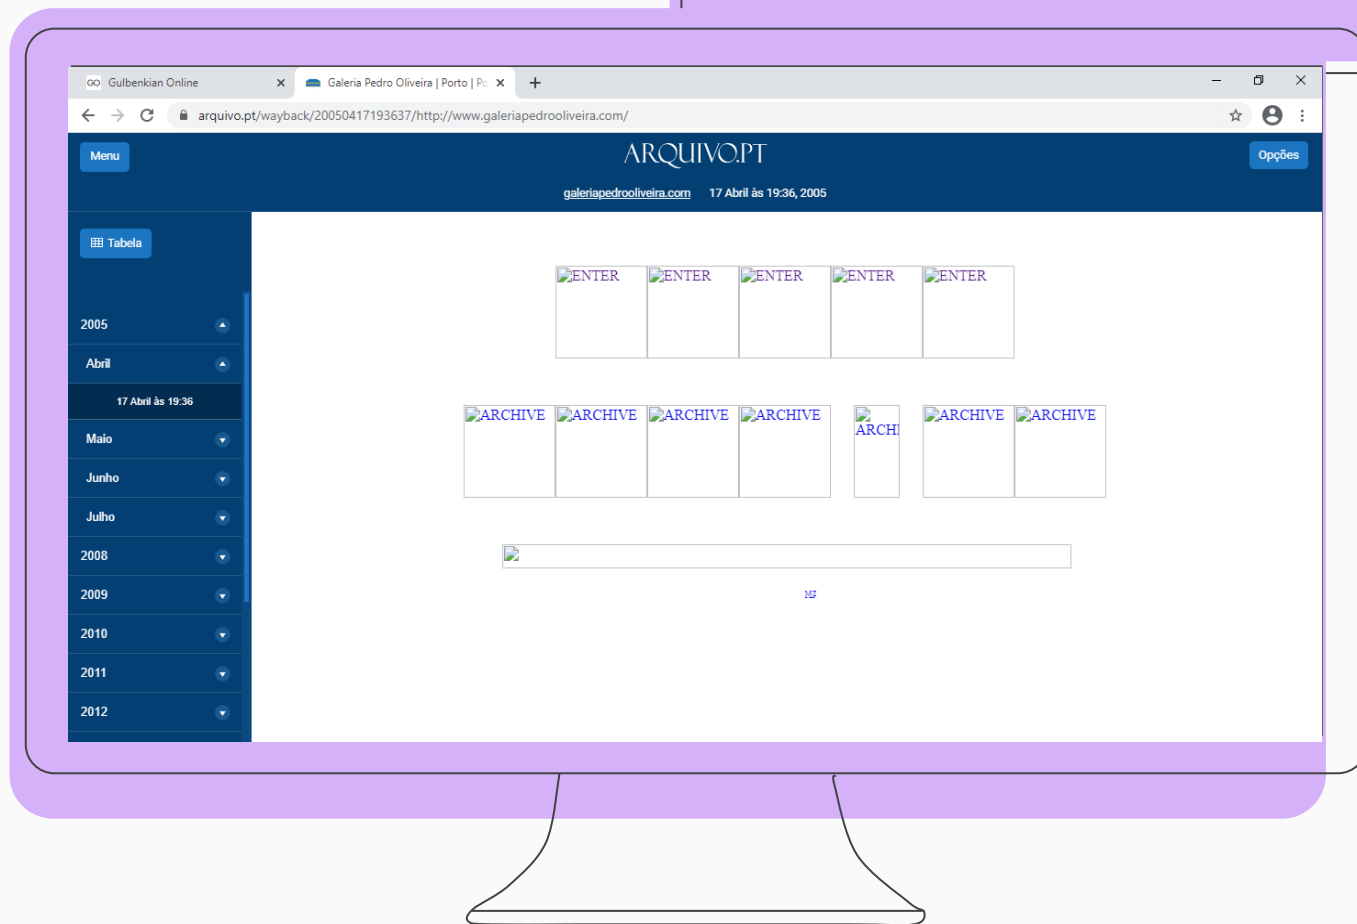 GO Gulbenkian Online
Galeria Pedro Oliveira | Porto | Po
arquivo.pt/wayback/20050417193637/http://www.galeriapedrooliveira.com/
Menu
ARQUIVO.PT
Opções
galeriapedrooliveira.com 17 Abril às 19:36, 2005
Tabela
ENTER ENTER ENTER ENTER ENTER
2005
Abril
17 Abril às 19:36
ARCHIVE ARCHIVE ARCHIVE ARCHIVE ARCHI ARCHIVE ARCHIVE
Maio
Junho
Julho
2008
2009
2010
2011
2012